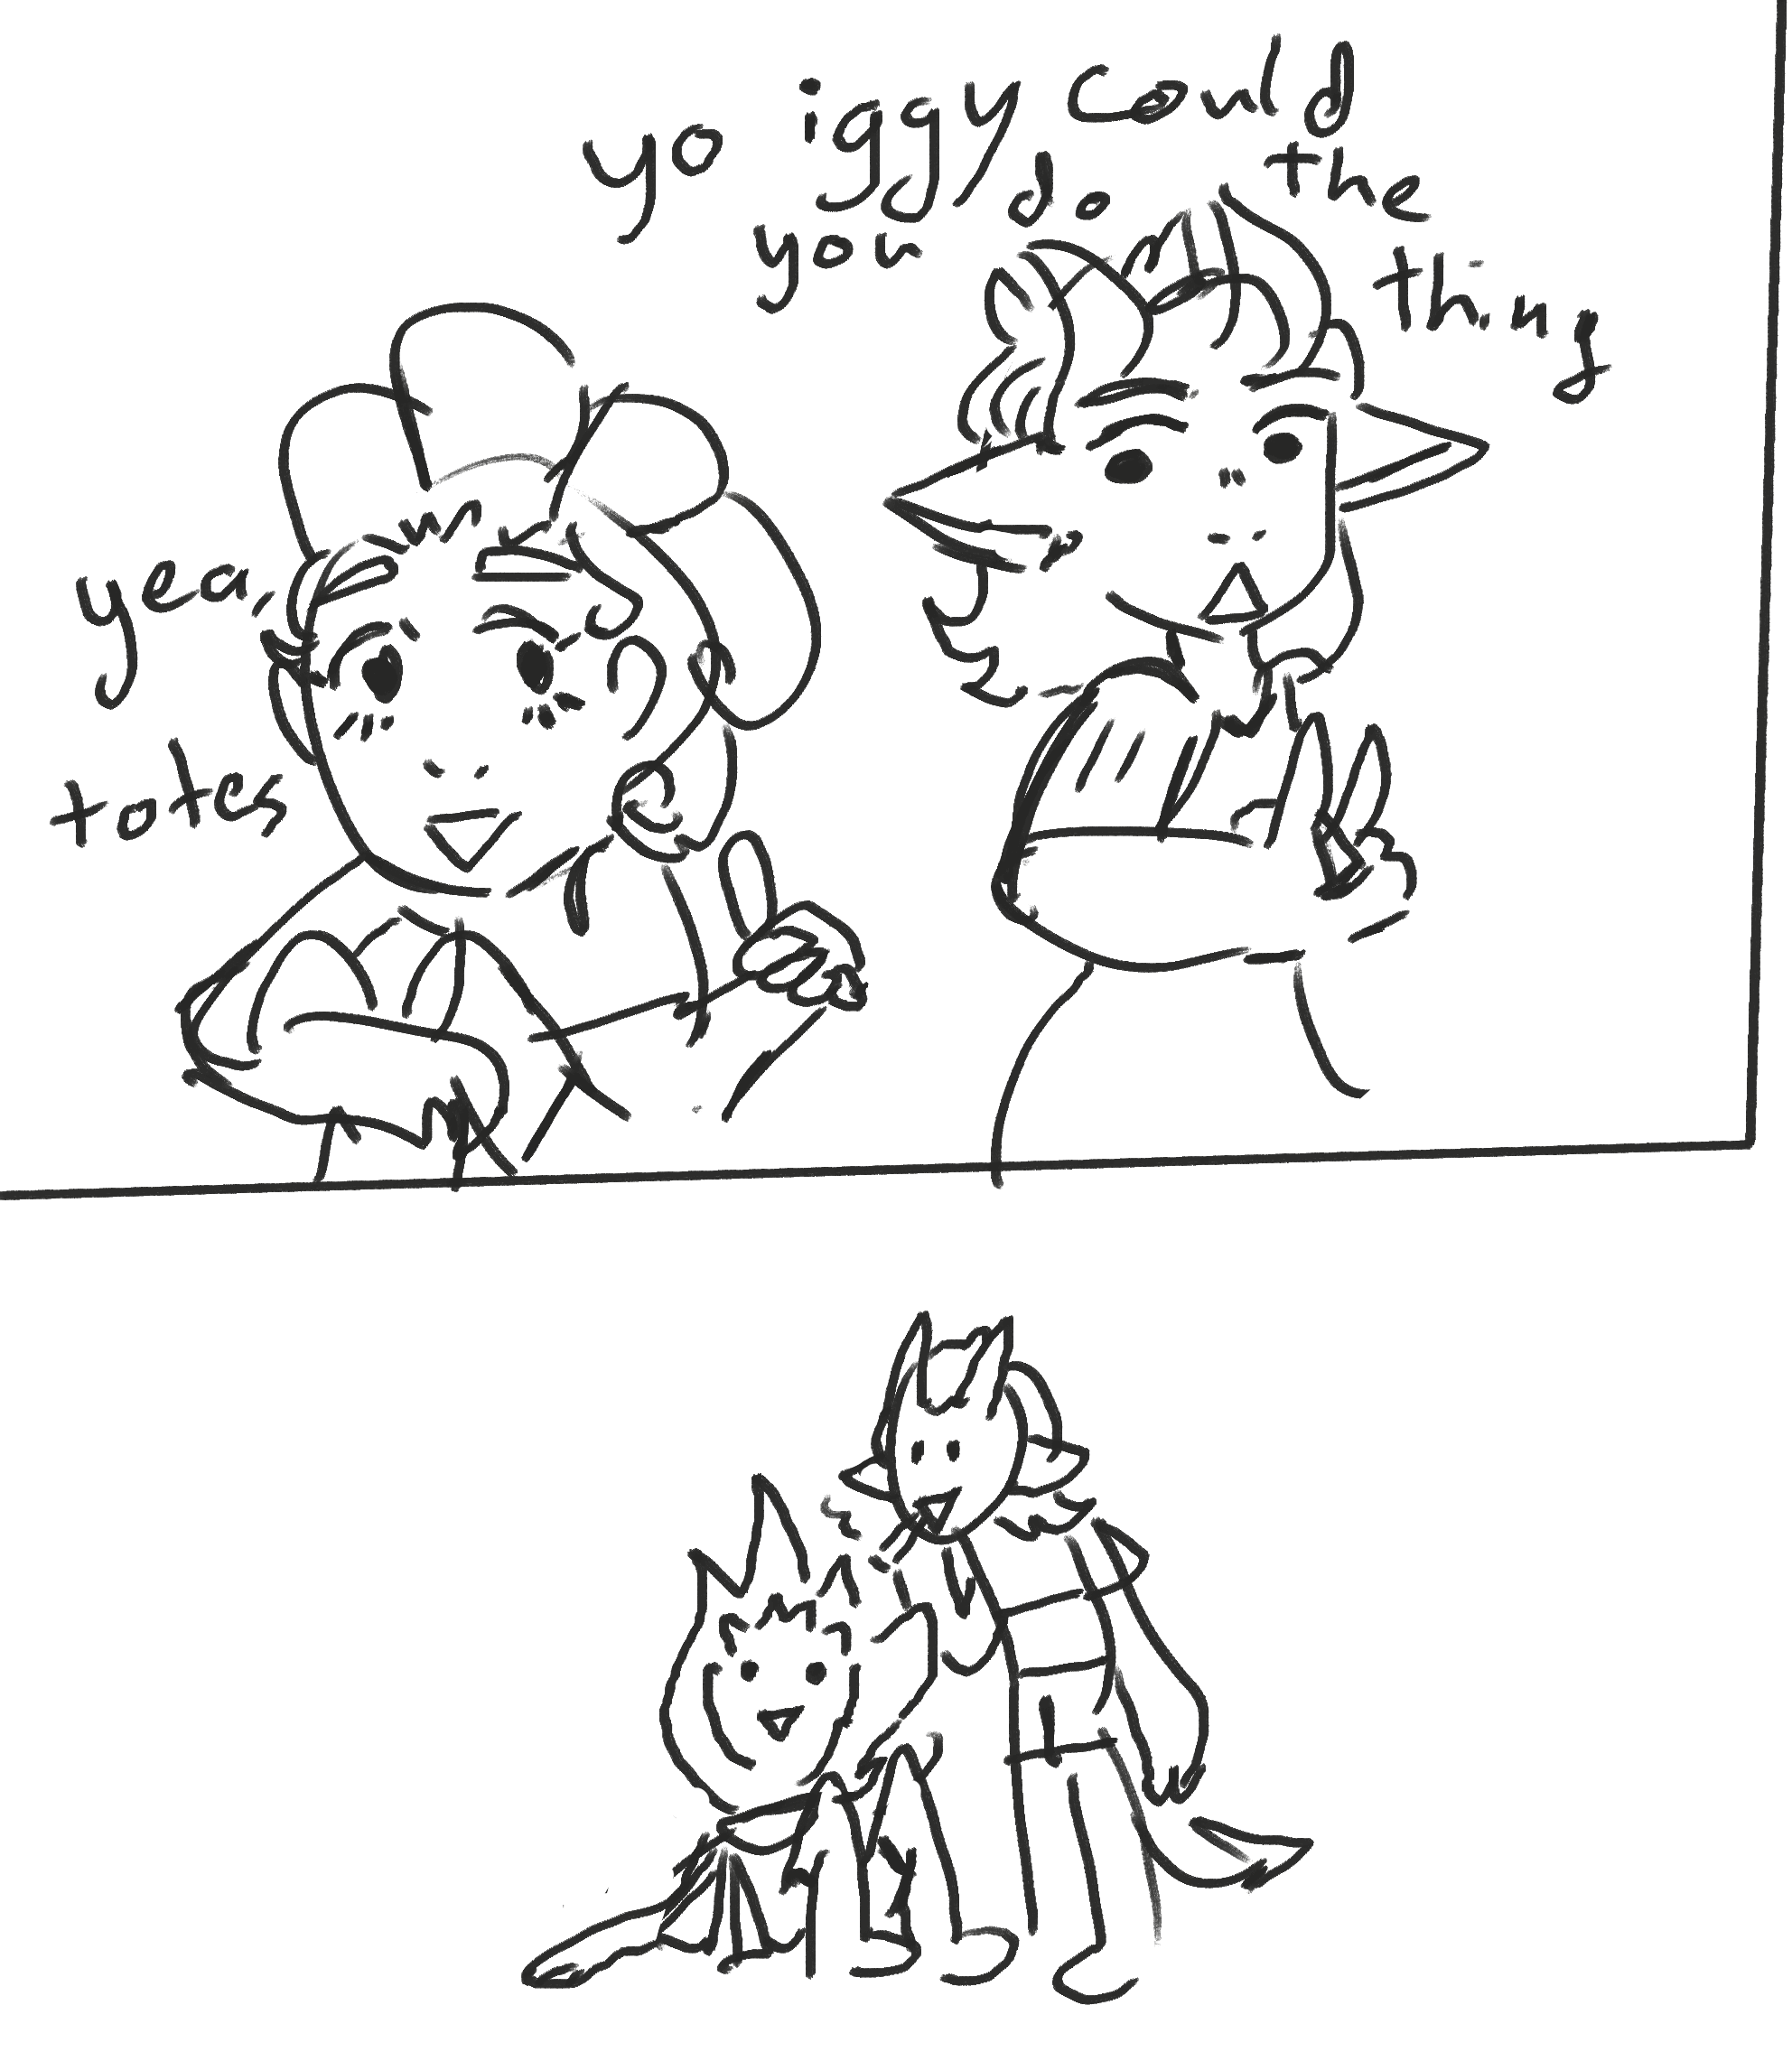 yo iggy could
you do the
thing
yea,
totes